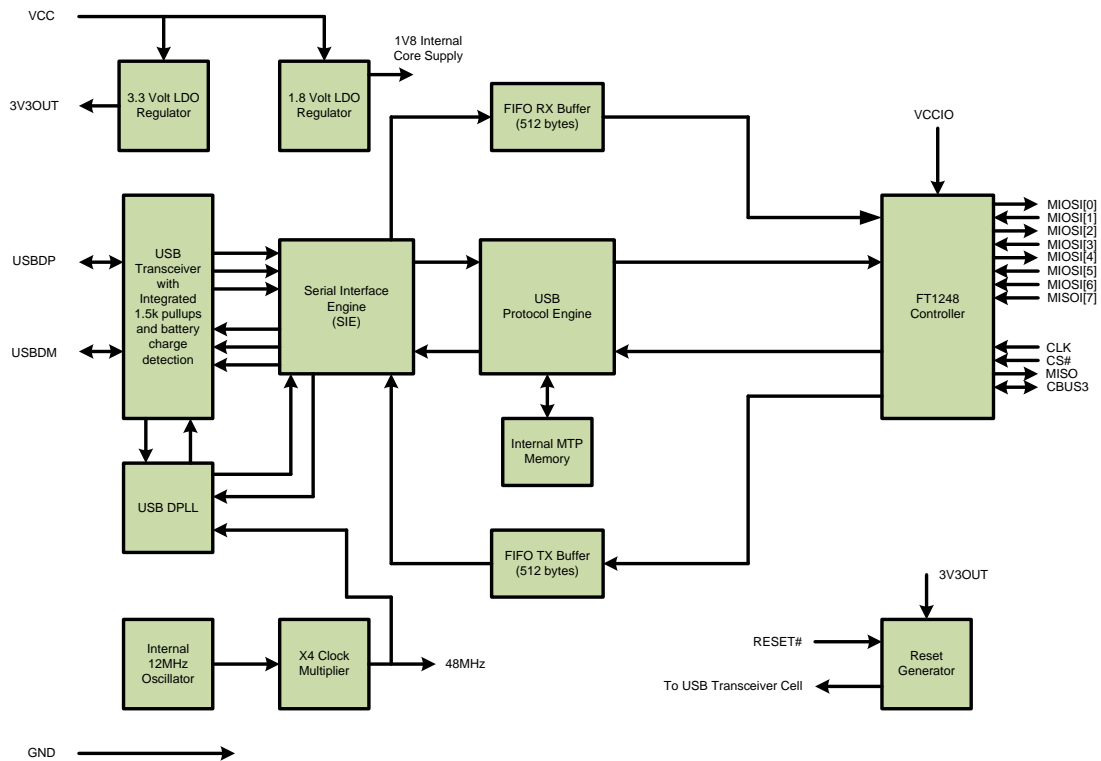 VCC
1V8 Internal
Core Supply
3.3 Volt LDO
Regulator
1.8 Volt LDO
Regulator
3V3OUT
FIFO RX Buffer
(512 bytes)
VCCIO
USBDP
USBDM
USB
Transceiver
with
Integrated
1.5k pullups
and battery
charge
detection
Serial Interface
Engine
(SIE)
USB
Protocol Engine
FT1248
Controller
MIOSI[0]
MIOSI[1]
MIOSI[2]
MIOSI[3]
MIOSI[4]
MIOSI[5]
MIOSI[6]
MISOI[7]
CLK
CS#
MISO
CBUS3
Internal MTP
Memory
USB DPLL
FIFO TX Buffer
(512 bytes)
3V3OUT
Internal
12MHz
Oscillator
X4 Clock
Multiplier
48MHz
RESET#
To USB Transceiver Cell
Reset
Generator
GND